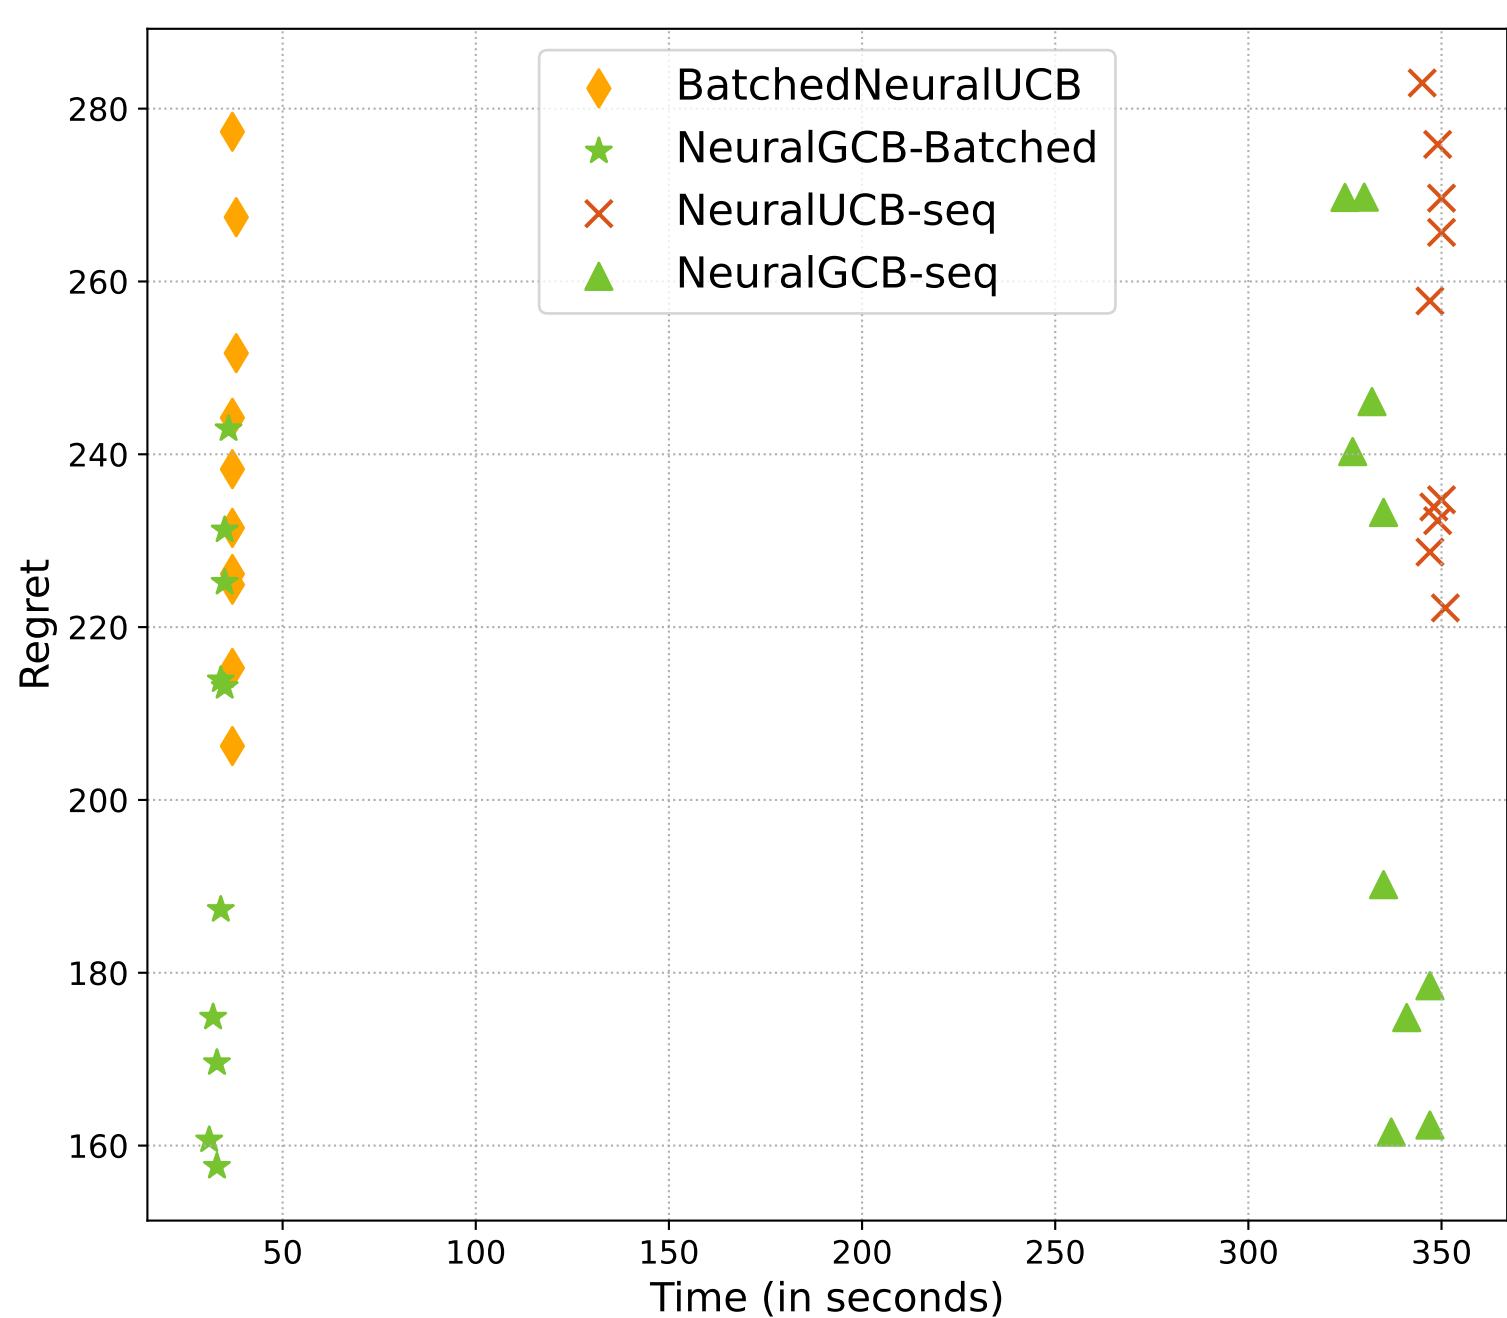 BatchedNeuralUCB
NeuralGCB-Batched
NeuralUCB-seq
NeuralGCB-seq
280
260
240
220
200
180
160
Regret
50 100 150 200 250 300 350
Time (in seconds)